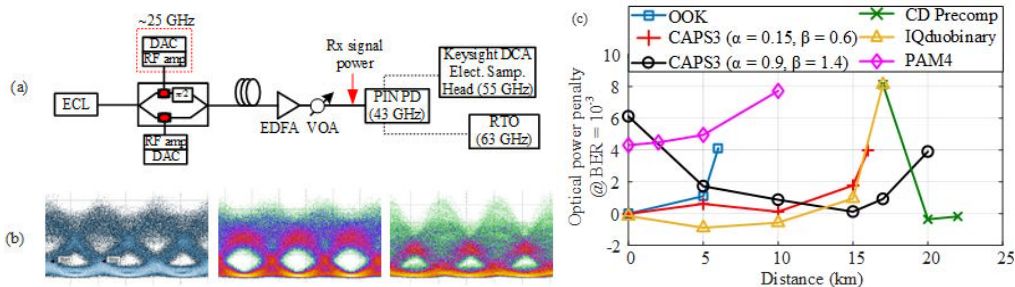 (a)
~25 GHz
DAC
RF amp
ECL
π/2
RF amp
DAC
EDFA
VOA
Rx signal
power
PIN PD
(43 GHz)
Keysight DCA
Elect. Samp.
Head (55 GHz)
RTO
(63 GHz)
(b)
(c)
OOK
CAPS3 (α = 0.15, β = 0.6)
CAPS3 (α = 0.9, β = 1.4)
CD Precomp
IQduobinary
PAM4
Optical power penalty
@ BER = 10⁻³
8
6
4
2
0
-2
0
5
10
15
20
25
Distance (km)